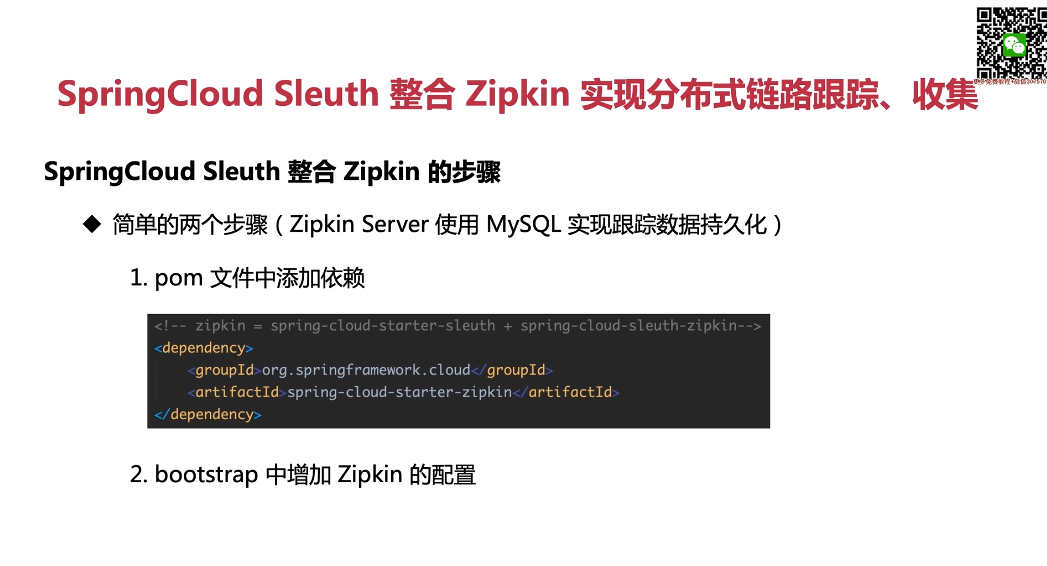 SpringCloud Sleuth 整合 Zipkin 实现分布式链路跟踪、收集
SpringCloud Sleuth 整合 Zipkin 的步骤
◆ 简单的两个步骤（Zipkin Server 使用 MySQL 实现跟踪数据持久化）
1. pom 文件中添加依赖
<!-- zipkin = spring-cloud-starter-sleuth + spring-cloud-sleuth-zipkin-->
<dependency>
<groupId>org.springframework.cloud</groupId>
<artifactId>spring-cloud-starter-zipkin</artifactId>
</dependency>
2. bootstrap 中增加 Zipkin 的配置